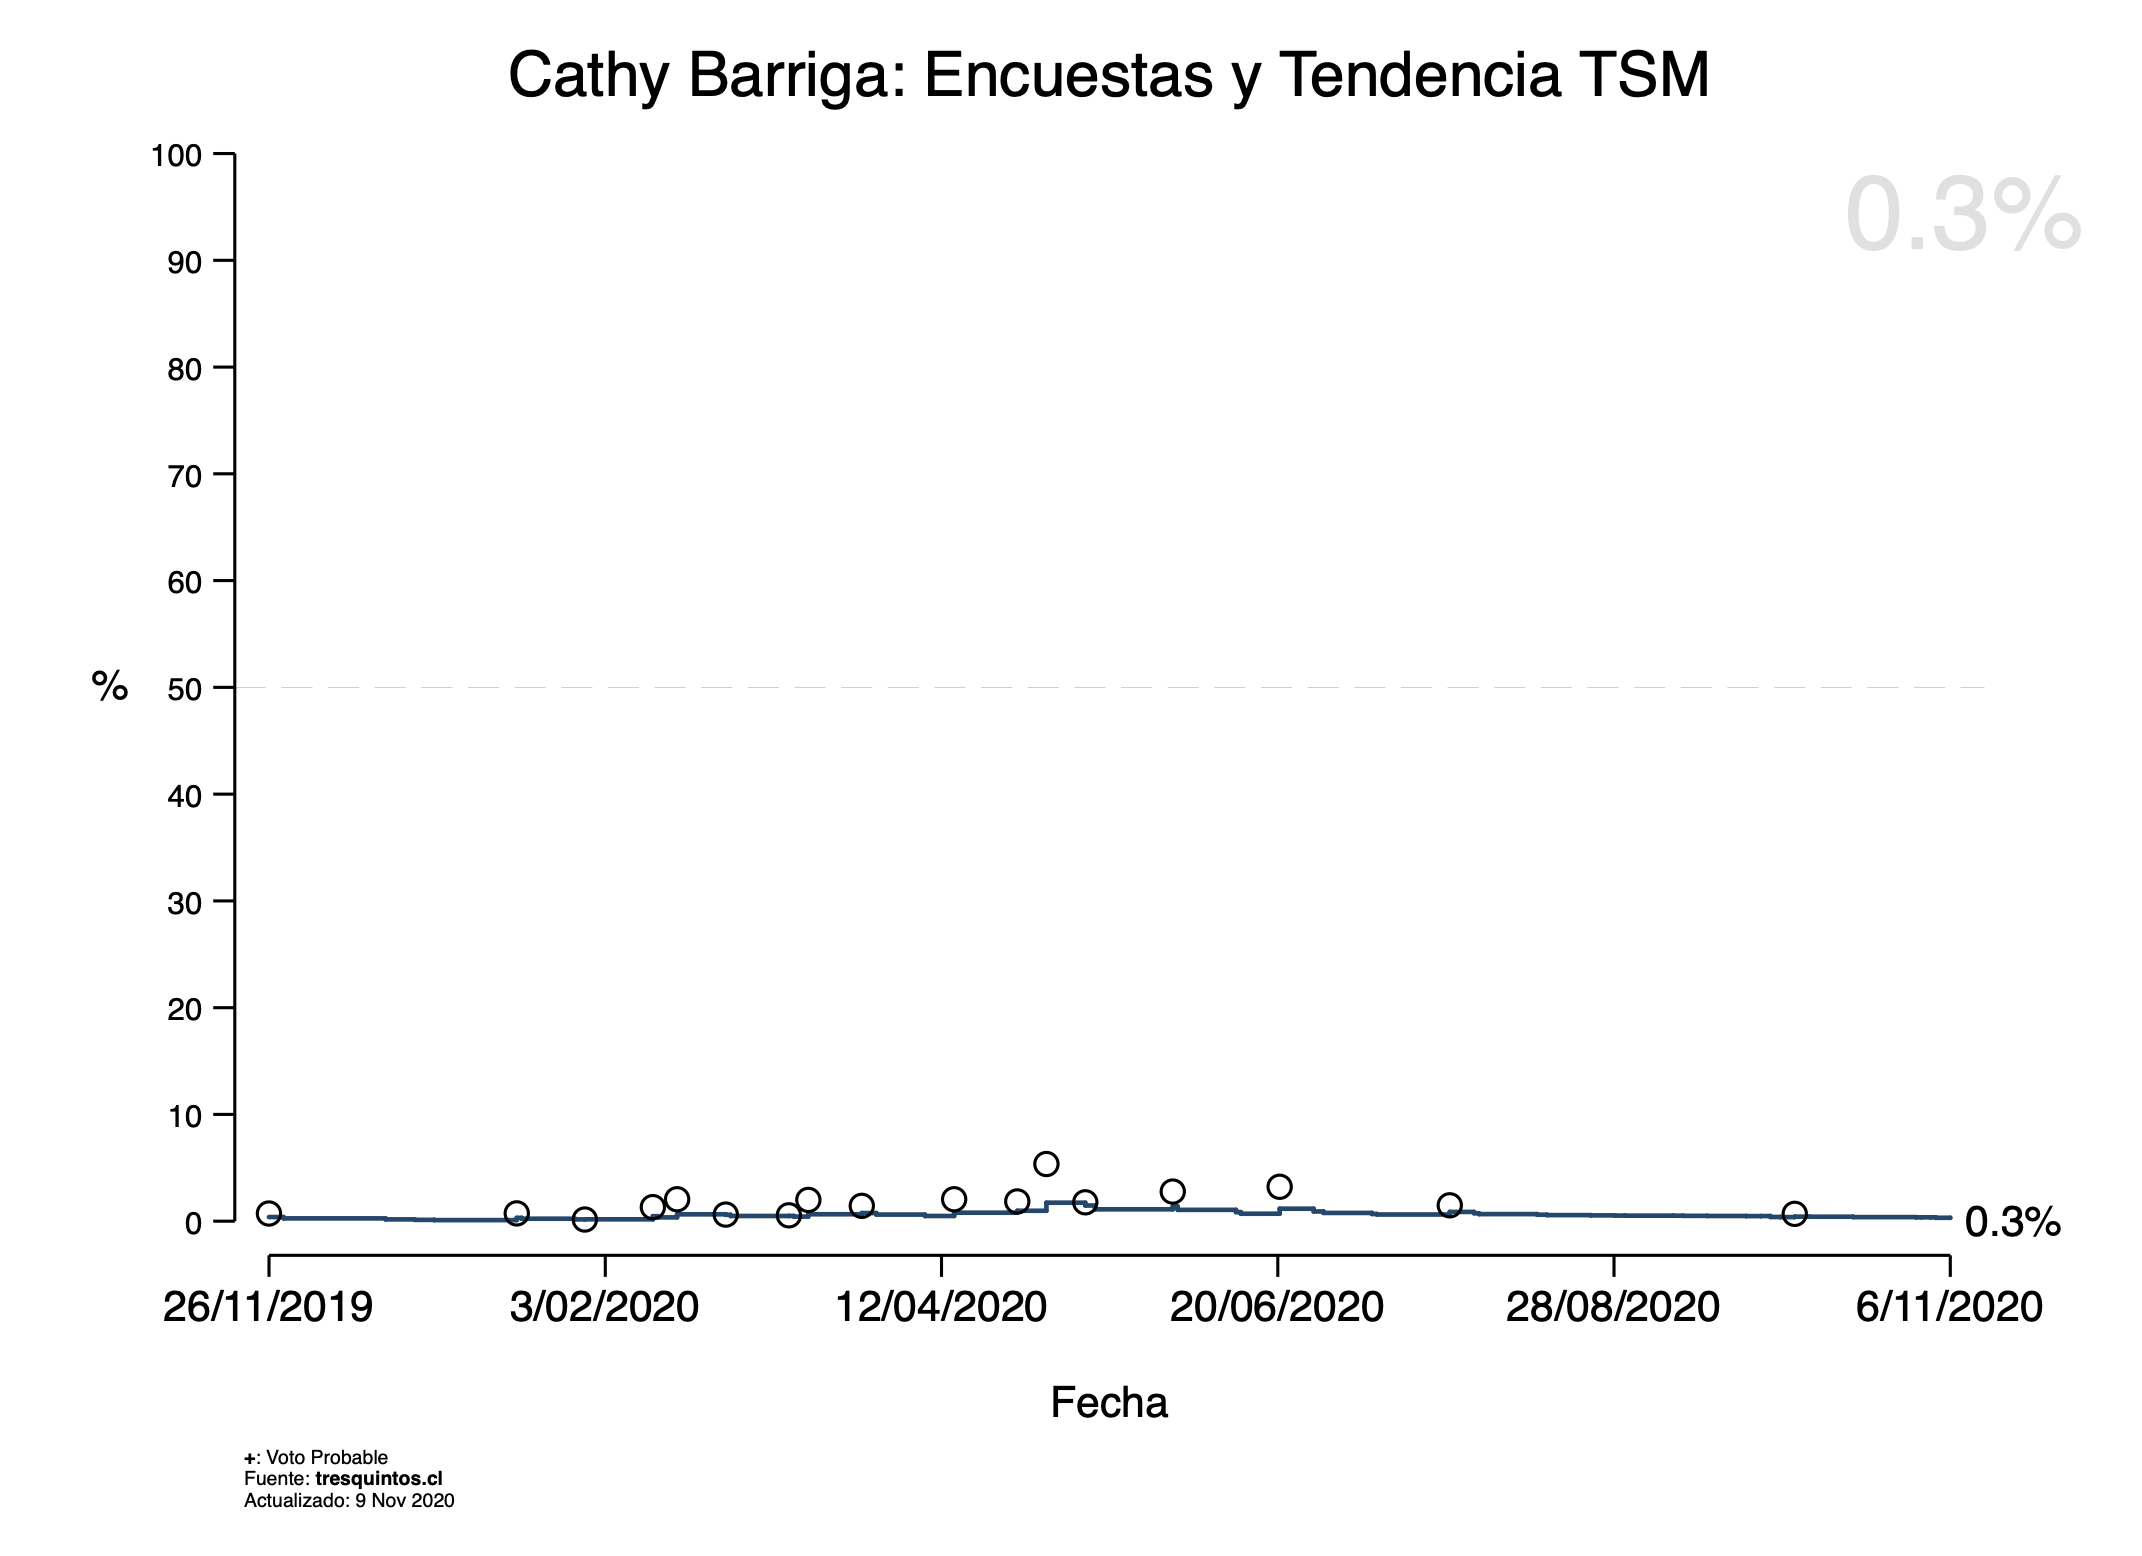 Cathy Barriga: Encuestas y Tendencia TSM
0.3%
100
90
80
70
60
% 50
40
30
20
10
0
0.3%
26/11/2019 3/02/2020 12/04/2020 20/06/2020 28/08/2020 6/11/2020
Fecha
+: Voto Probable
Fuente: tresquintos.cl
Actualizado: 9 Nov 2020